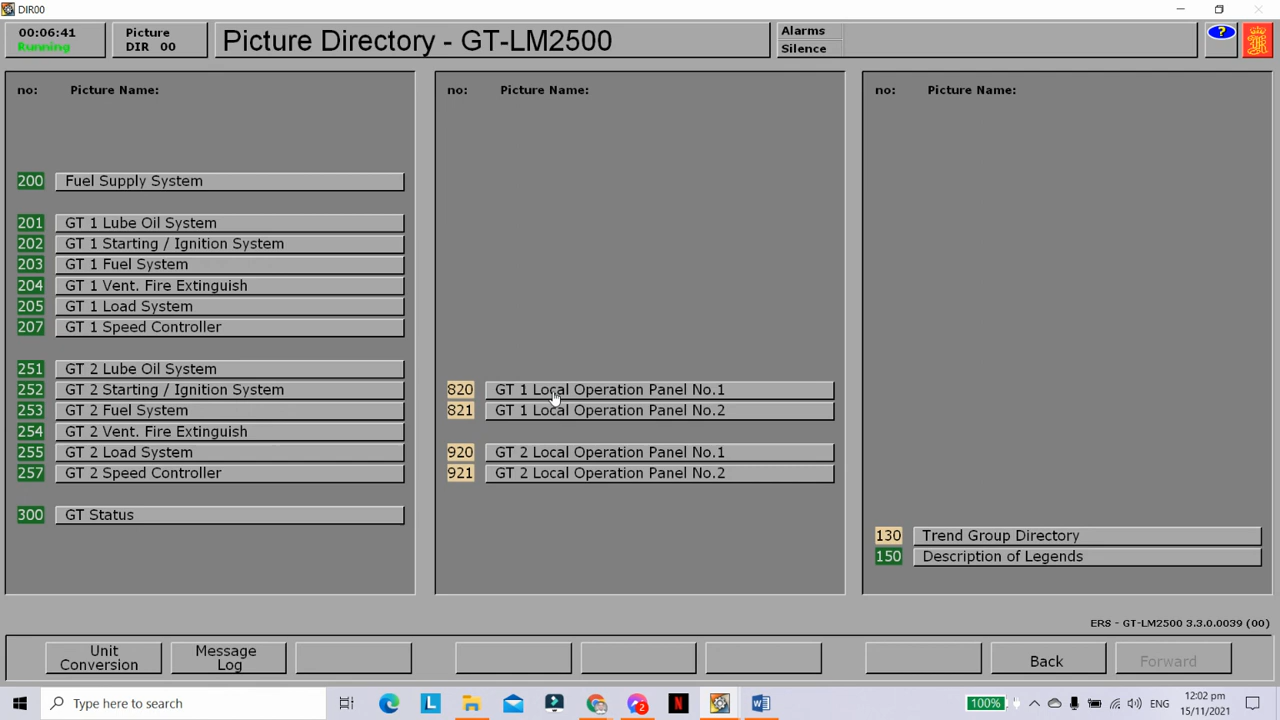 DIR00
00:06:41
Running
Picture
DIR 00
Picture Directory - GT-LM2500
Alarms
Silence
?
no: Picture Name:
200 Fuel Supply System
201 GT 1 Lube Oil System
202 GT 1 Starting / Ignition System
203 GT 1 Fuel System
204 GT 1 Vent. Fire Extinguish
205 GT 1 Load System
207 GT 1 Speed Controller
251 GT 2 Lube Oil System
252 GT 2 Starting / Ignition System
253 GT 2 Fuel System
254 GT 2 Vent. Fire Extinguish
255 GT 2 Load System
257 GT 2 Speed Controller
300 GT Status
no: Picture Name:
820 GT 1 Local Operation Panel No.1
821 GT 1 Local Operation Panel No.2
920 GT 2 Local Operation Panel No.1
921 GT 2 Local Operation Panel No.2
no: Picture Name:
130 Trend Group Directory
150 Description of Legends
ERS - GT-LM2500 3.3.0.0039 (00)
Unit
Conversion
Message
Log
Back
Forward
Type here to search
L
2
N
W
100%
ENG
12:02 pm
15/11/2021